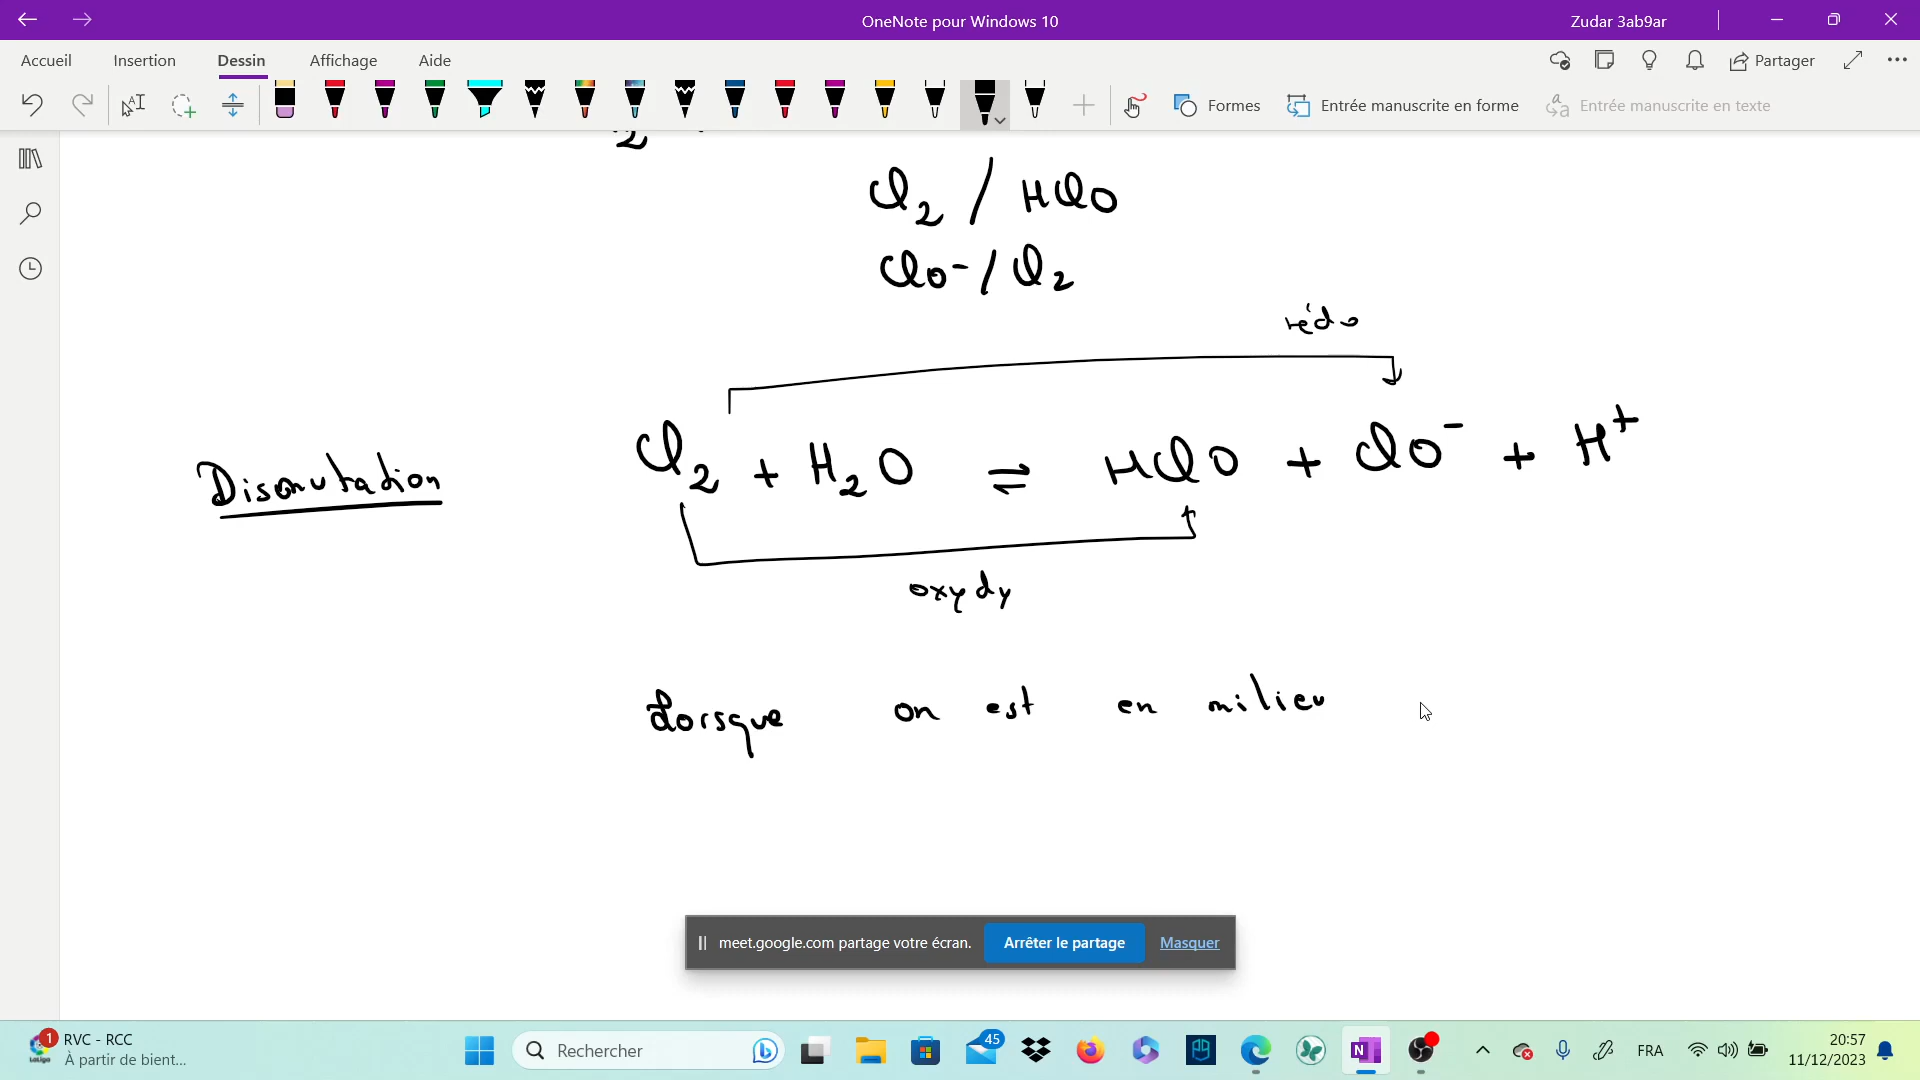 OneNote pour Windows 10
Zudar 3ab9ar
Accueil Insertion Dessin Affichage Aide
Partager
Formes Entrée manuscrite en forme Entrée manuscrite en texte
2
Cl2 / HClO
ClO- / Cl2
rédo
Dismutation
Cl2 + H2O ⇌ HClO + ClO- + H+
oxydy
Lorsque on est en milieu
meet.google.com partage votre écran. Arrêter le partage Masquer
1 RVC - RCC
À partir de bient...
Rechercher
45
FRA
20:57
11/12/2023